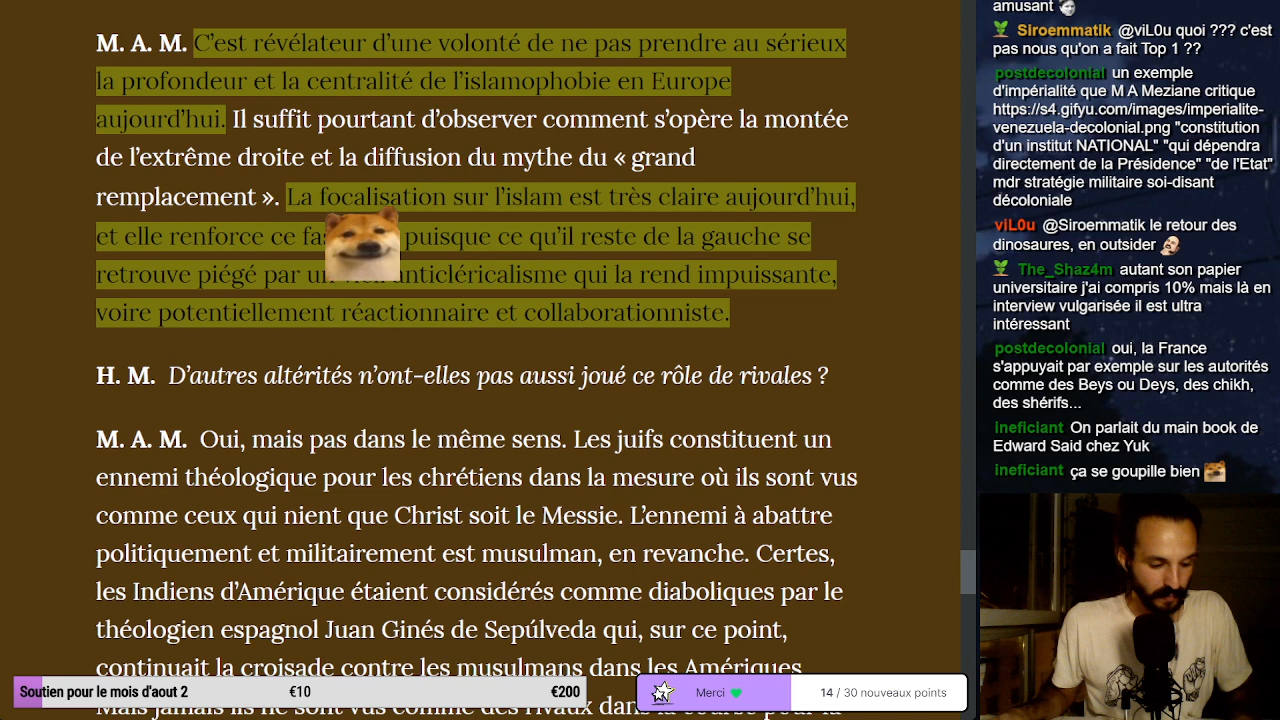 M. A. M. C’est révélateur d’une volonté de ne pas prendre au sérieux
la profondeur et la centralité de l’islamophobie en Europe
aujourd’hui. Il suffit pourtant d’observer comment s’opère la montée
de l’extrême droite et la diffusion du mythe du « grand
remplacement ». La focalisation sur l’islam est très claire aujourd’hui,
et elle renforce ce puisque ce qu’il reste de la gauche se
retrouve piégé par un anticléricalisme qui la rend impuissante,
voire potentiellement réactionnaire et collaborationniste.
H. M. D’autres altérités n’ont-elles pas aussi joué ce rôle de rivales ?
M. A. M. Oui, mais pas dans le même sens. Les juifs constituent un
ennemi théologique pour les chrétiens dans la mesure où ils sont vus
comme ceux qui nient que Christ soit le Messie. L’ennemi à abattre
politiquement et militairement est musulman, en revanche. Certes,
les Indiens d’Amérique étaient considérés comme diaboliques par le
théologien espagnol Juan Ginés de Sepúlveda qui, sur ce point,
continuait la croisade contre les musulmans dans les Amériques
Soutien pour le mois d'aout 2 €10 €200
Merci 14 / 30 nouveaux points
amusant
Siroemmatik @viL0u quoi ??? c'est
pas nous qu'on a fait Top 1 ??
postdecolonial un exemple
d'impérialité que M A Meziane critique
https://s4.gifyu.com/images/imperialite-
venezuela-decolonial.png "constitution
d'un institut NATIONAL" "qui dépendra
directement de la Présidence" "de l'Etat"
mdr stratégie militaire soi-disant
décoloniale
viL0u @Siroemmatik le retour des
dinosaures, en outsider
The_Shaz4m autant son papier
universitaire j'ai compris 10% mais là en
interview vulgarisée il est ultra
intéressant
postdecolonial oui, la France
s'appuyait par exemple sur les autorités
comme des Beys ou Deys, des chikh,
des shérifs...
ineficiant On parlait du main book de
Edward Said chez Yuk
ineficiant ça se goupille bien